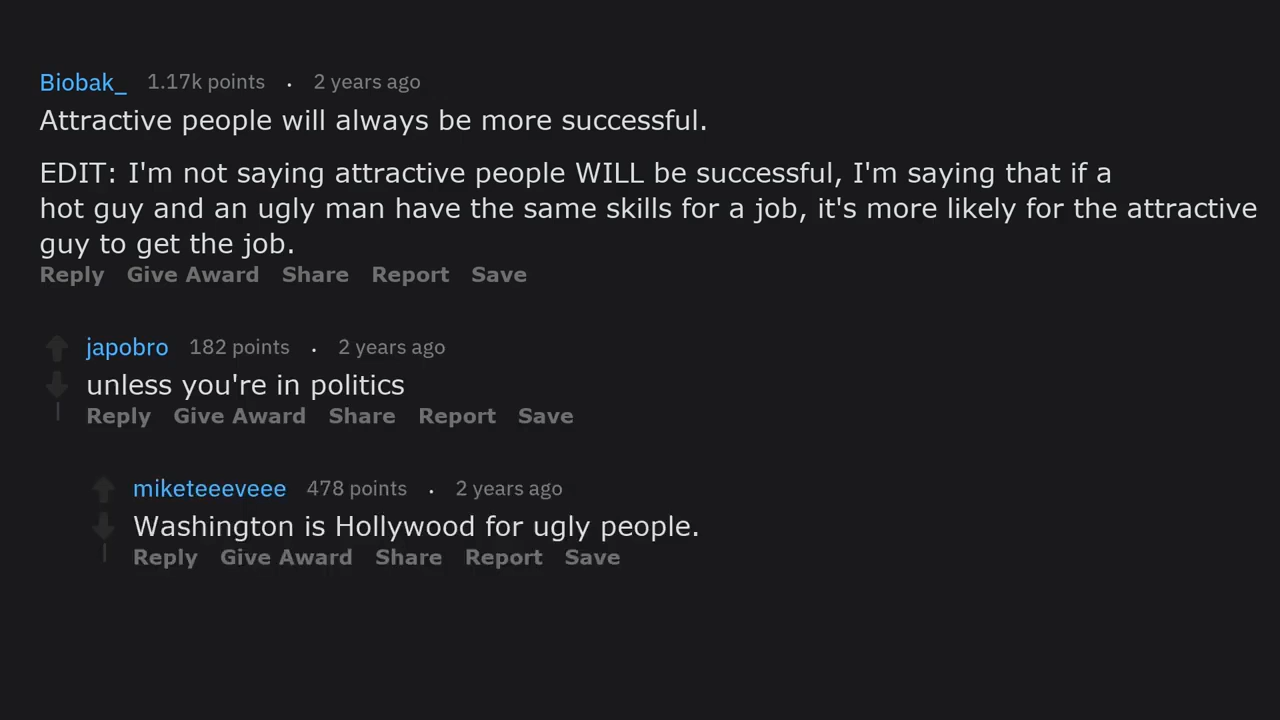 Biobak_ 1.17k points . 2 years ago
Attractive people will always be more successful.
EDIT: I'm not saying attractive people WILL be successful, I'm saying that if a
hot guy and an ugly man have the same skills for a job, it's more likely for the attractive
guy to get the job.
Reply Give Award Share Report Save
japobro 182 points . 2 years ago
unless you're in politics
Reply Give Award Share Report Save
miketeeeveee 478 points . 2 years ago
Washington is Hollywood for ugly people.
Reply Give Award Share Report Save